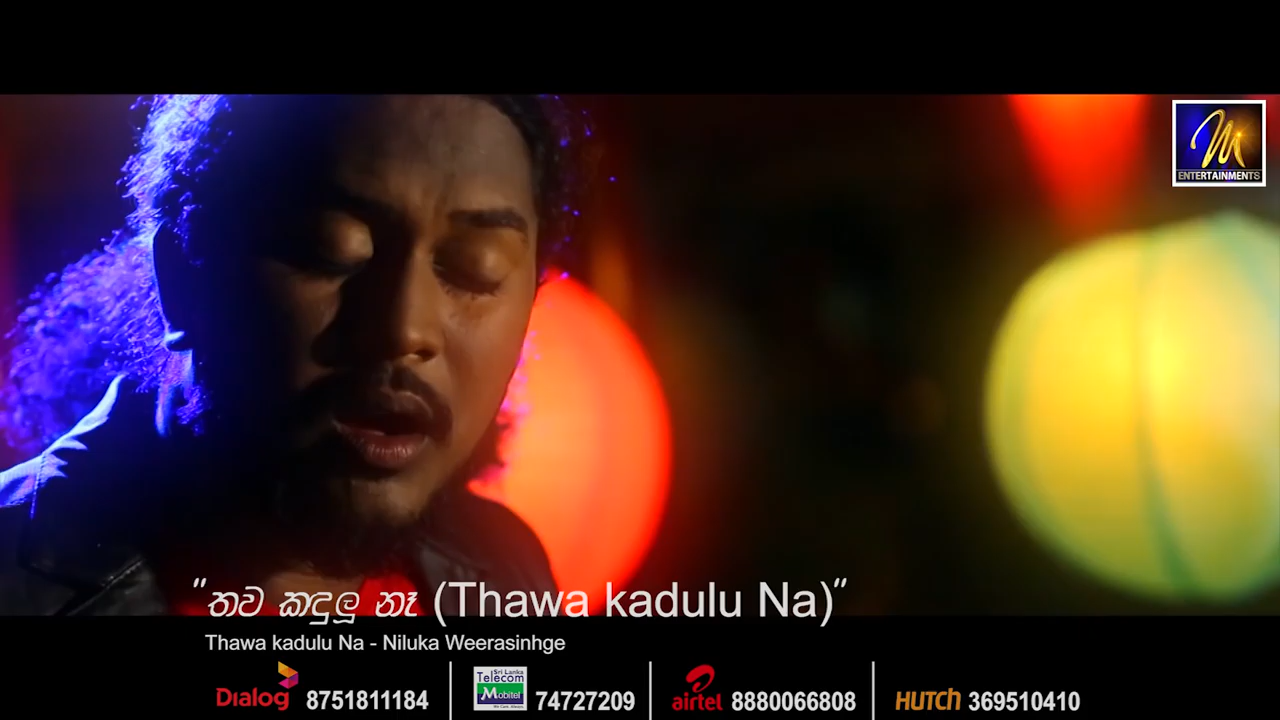 M
ENTERTAINMENTS
"තව කදුලු නෑ (Thawa kadulu Na)"
Thawa kadulu Na - Niluka Weerasinhge
Dialog 8751811184
Sri Lanka
Telecom
Mobitel 74727209
airtel 8880066808
HUTCH 369510410